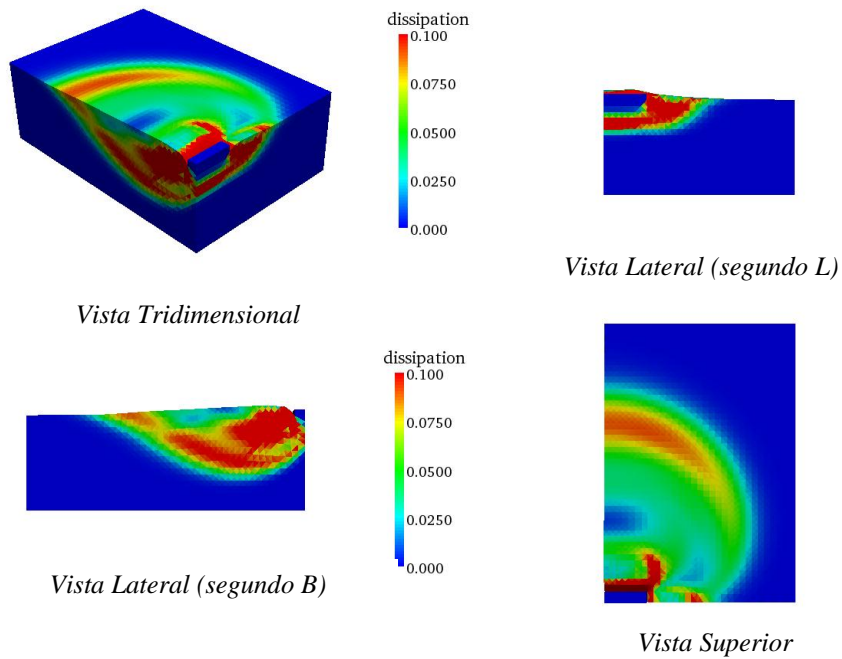 dissipation
0.100
0.0750
0.0500
0.0250
0.000
Vista Tridimensional
Vista Lateral (segundo L)
dissipation
0.100
0.0750
0.0500
0.0250
0.000
Vista Lateral (segundo B)
Vista Superior